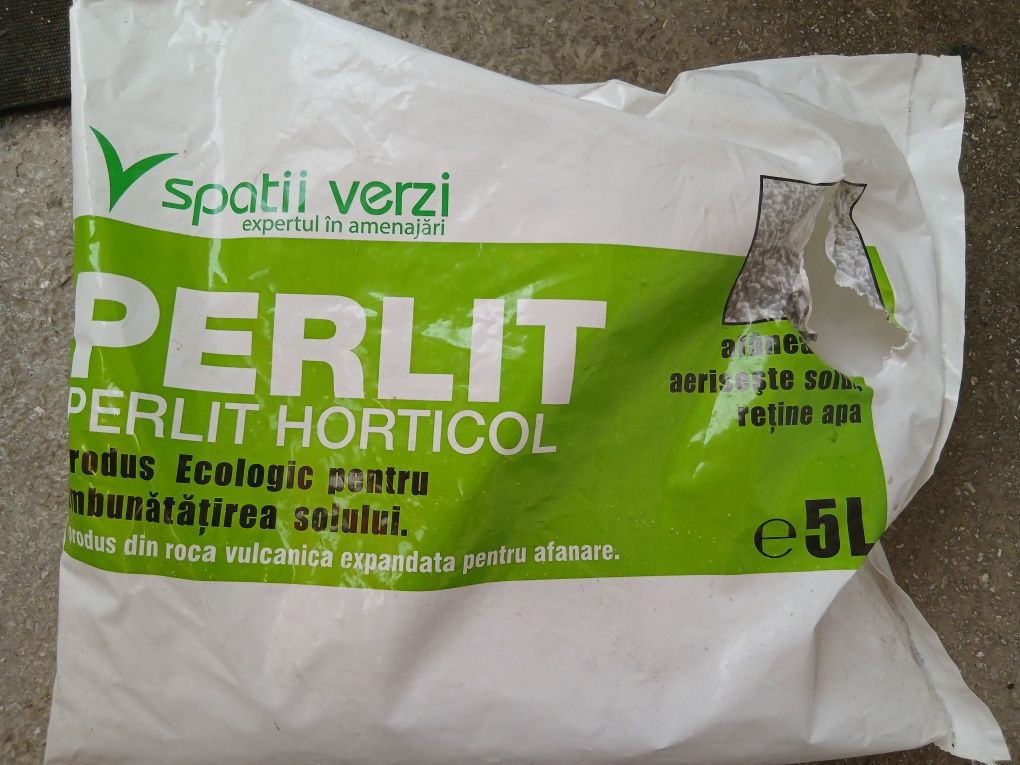 spatii verzi
expertul în amenajări
PERLIT
PERLIT HORTICOL
rodus Ecologic pentru
mbunătățirea solului.
rodus din roca vulcanica expandata pentru afanare.
afanea
aerisește solu
reține apa
℮ 5L